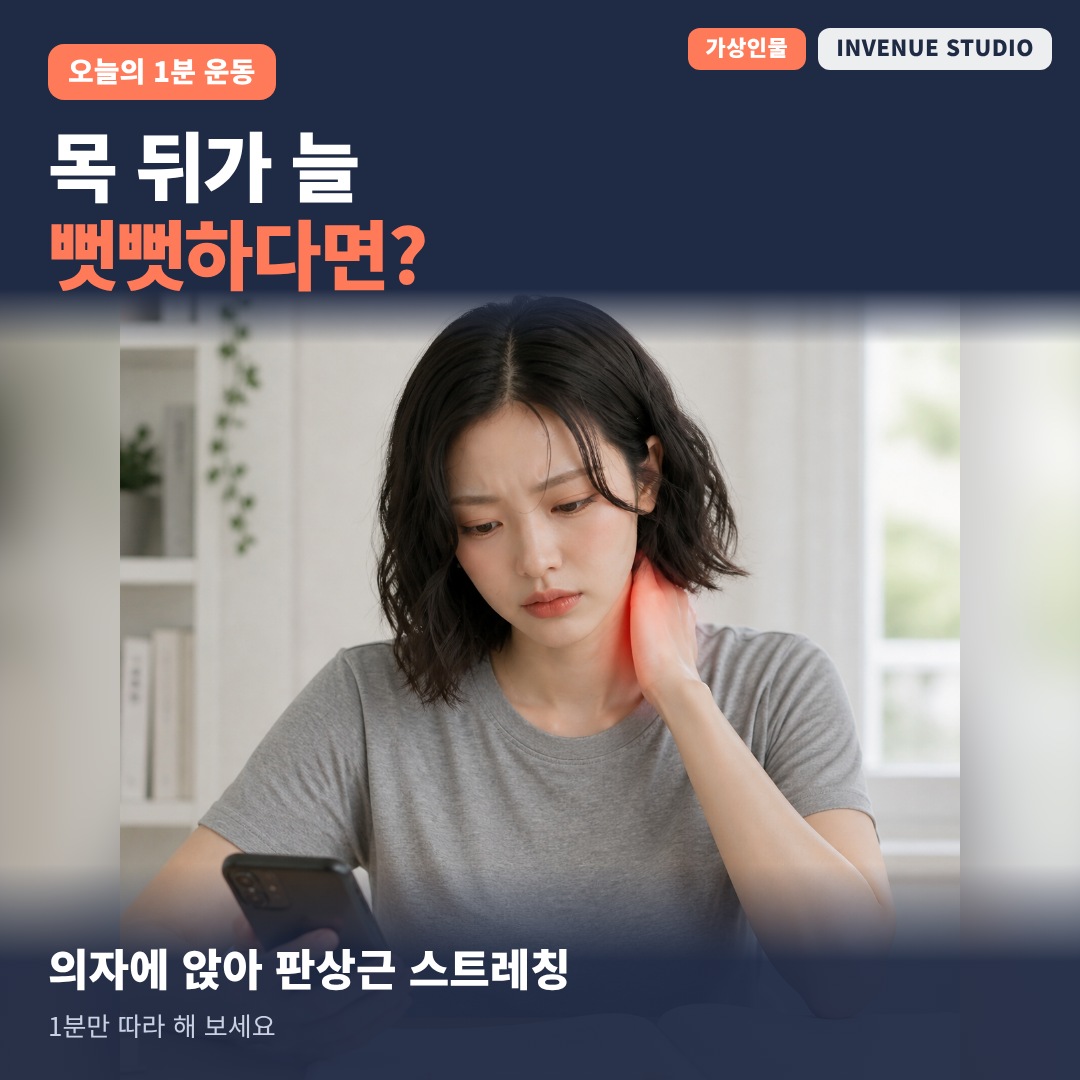 오늘의 1분 운동
가상인물
INVENUE STUDIO
목 뒤가 늘
뻣뻣하다면?
의자에 앉아 판상근 스트레칭
1분만 따라 해 보세요